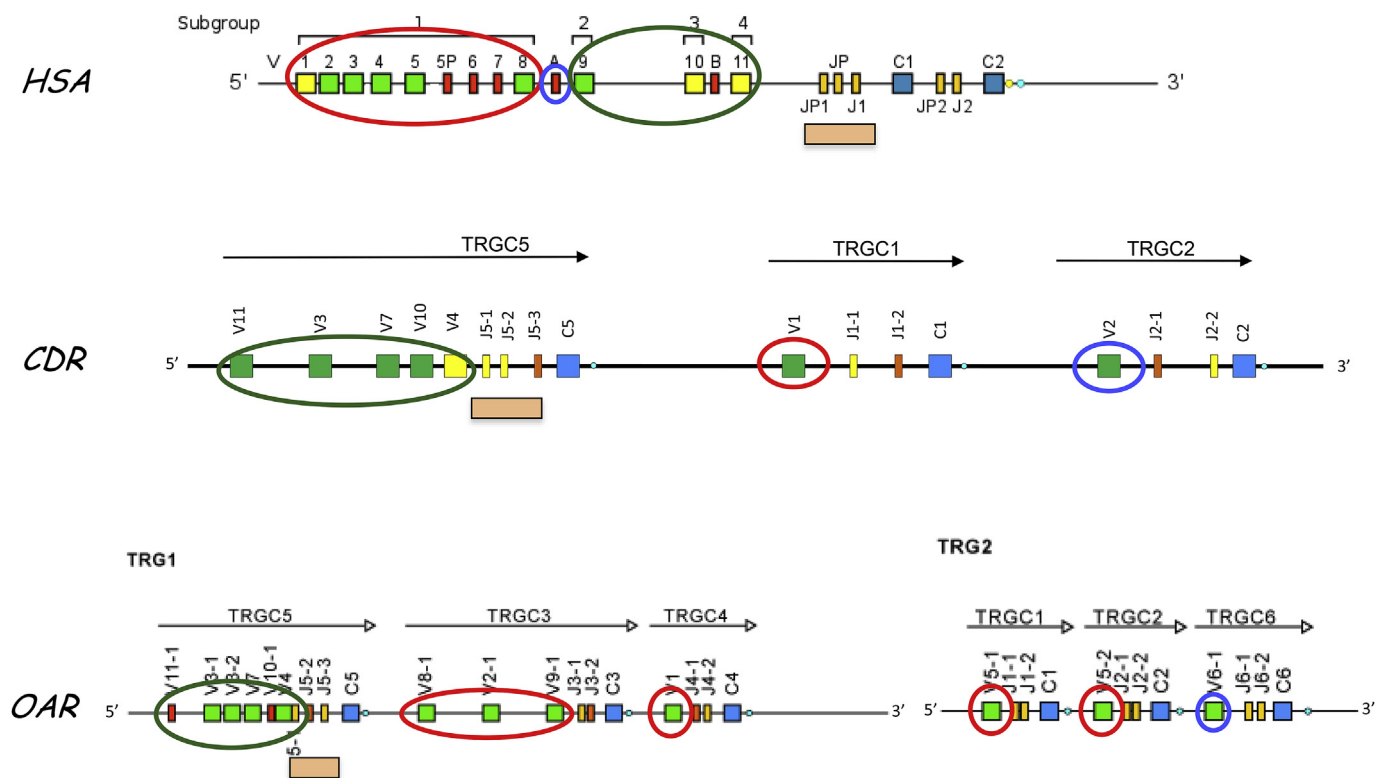 Subgroup 1 2 3 4
HSA 5' V 1 2 3 4 5 5P 6 7 8 A 9 10 B 11 JP C1 C2 3'
JP1 J1 JP2 J2
TRGC5 TRGC1 TRGC2
V11 V3 V7 V10 V4 J5-1 J5-2 J5-3 C5 V1 J1-1 J1-2 C1 V2 J2-1 J2-2 C2
CDR 5' 3'
TRG1 TRG2
TRGC5 TRGC3 TRGC4 TRGC1 TRGC2 TRGC6
V11-1 V3-1 V3-2 V7 V10-1 V4 J5-2 J5-3 C5 V8-1 V2-1 V9-1 J3-1 J3-2 C3 V1 J4-1 J4-2 C4 V5-1 J1-1 J1-2 C1 V5-2 J2-1 J2-2 C2 V6-1 J6-1 J6-2 C6
OAR 5' 3' 5' 3'